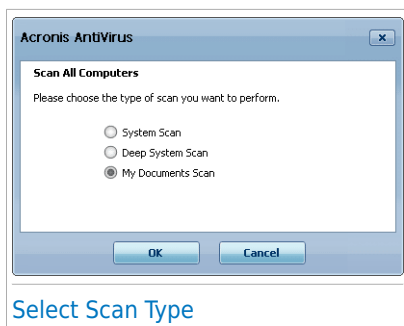 Acronis AntiVirus
Scan All Computers
Please choose the type of scan you want to perform.
System Scan
Deep System Scan
My Documents Scan
OK Cancel
Select Scan Type